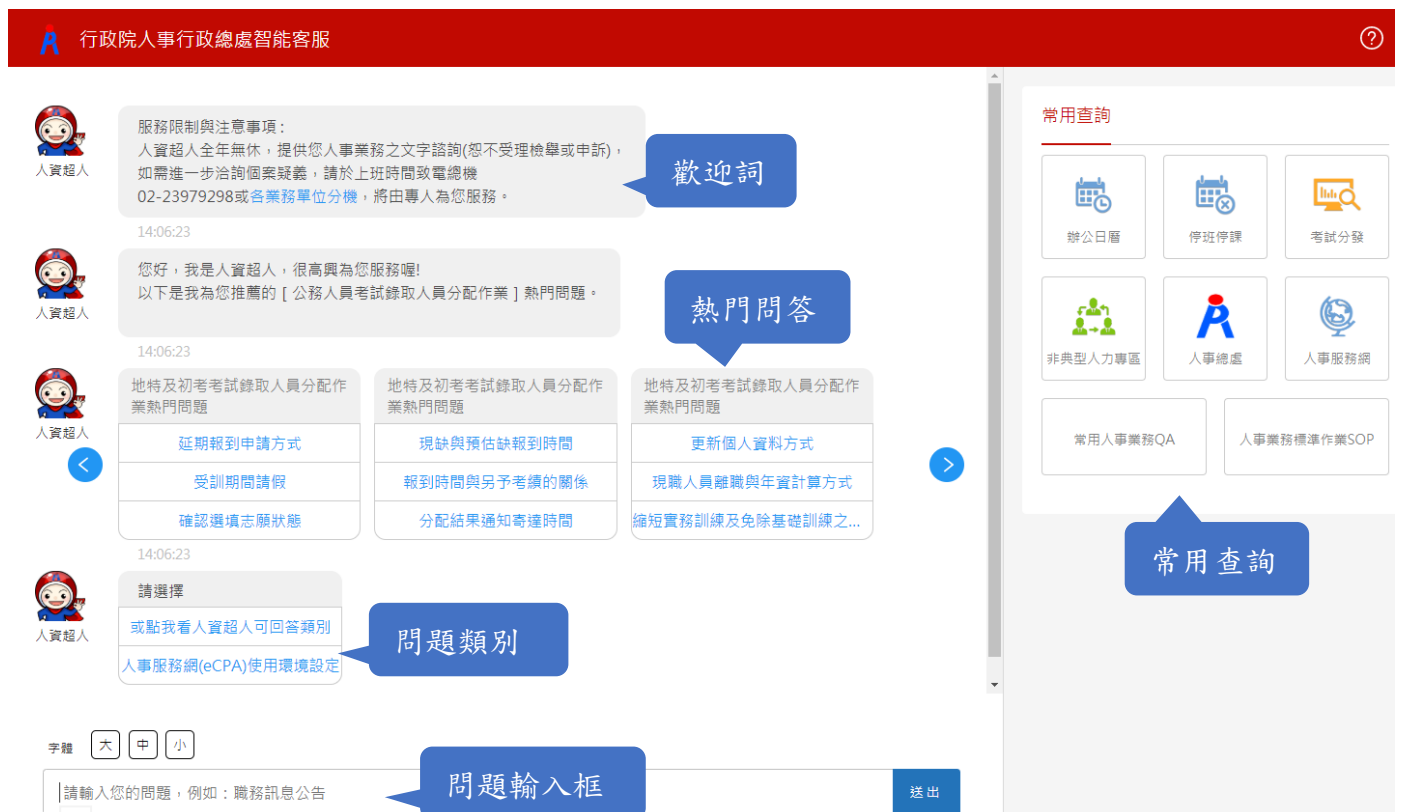 行政院人事行政總處智能客服
人資超人
服務限制與注意事項：
人資超人全年無休，提供您人事業務之文字諮詢(恕不受理檢舉或申訴)，
如需進一步洽詢個案疑義，請於上班時間致電總機
02-23979298或各業務單位分機，將由專人為您服務。
歡迎詞
14:06:23
人資超人
您好，我是人資超人，很高興為您服務喔!
以下是我為您推薦的 [ 公務人員考試錄取人員分配作業 ] 熱門問題。
熱門問答
14:06:23
人資超人
地特及初考考試錄取人員分配作
業熱門問題
延期報到申請方式
受訓期間請假
確認選填志願狀態
地特及初考考試錄取人員分配作
業熱門問題
現缺與預估缺報到時間
報到時間與另予考績的關係
分配結果通知寄達時間
地特及初考考試錄取人員分配作
業熱門問題
更新個人資料方式
現職人員離職與年資計算方式
縮短實務訓練及免除基礎訓練之...
14:06:23
人資超人
請選擇
或點我看人資超人可回答類別
人事服務網(eCPA)使用環境設定
問題類別
字體 大 中 小
請輸入您的問題，例如：職務訊息公告
問題輸入框
送出
常用查詢
辦公日曆
停班停課
考試分發
非典型人力專區
人事總處
人事服務網
常用人事業務QA
人事業務標準作業SOP
常用查詢